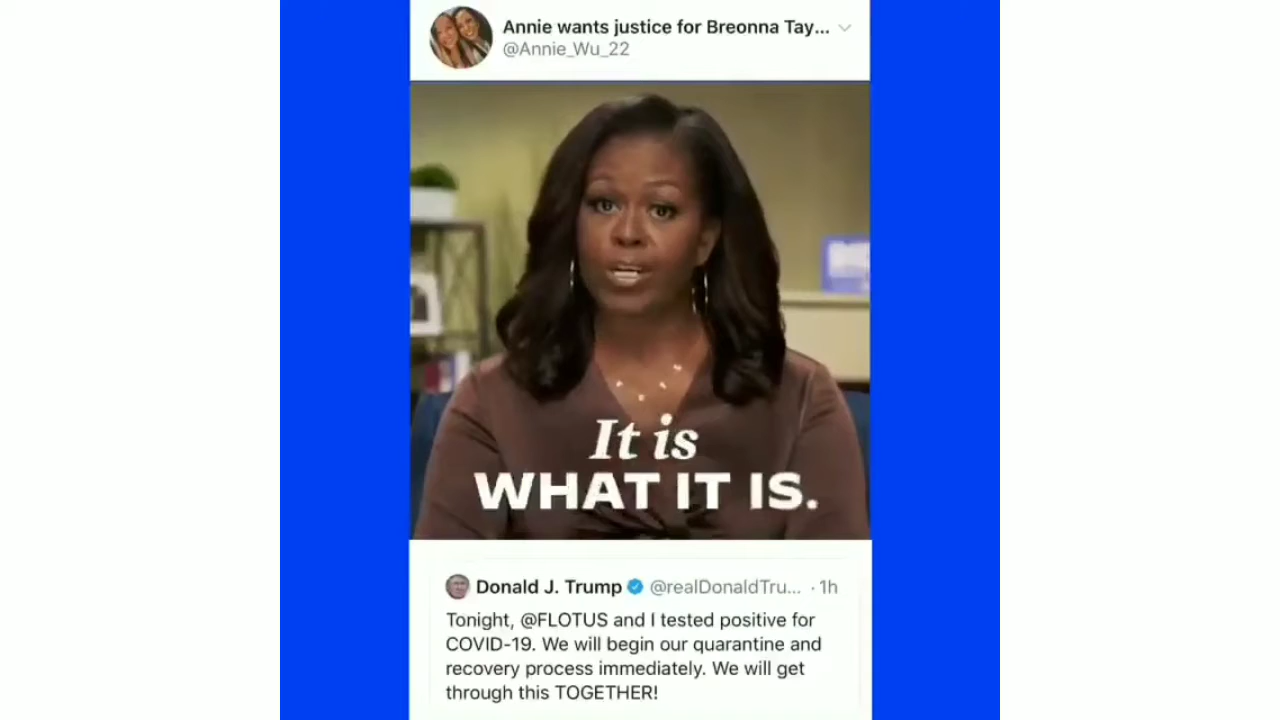 Annie wants justice for Breonna Tay...
@Annie_Wu_22
It is
WHAT IT IS.
Donald J. Trump @realDonaldTru... · 1h
Tonight, @FLOTUS and I tested positive for
COVID-19. We will begin our quarantine and
recovery process immediately. We will get
through this TOGETHER!